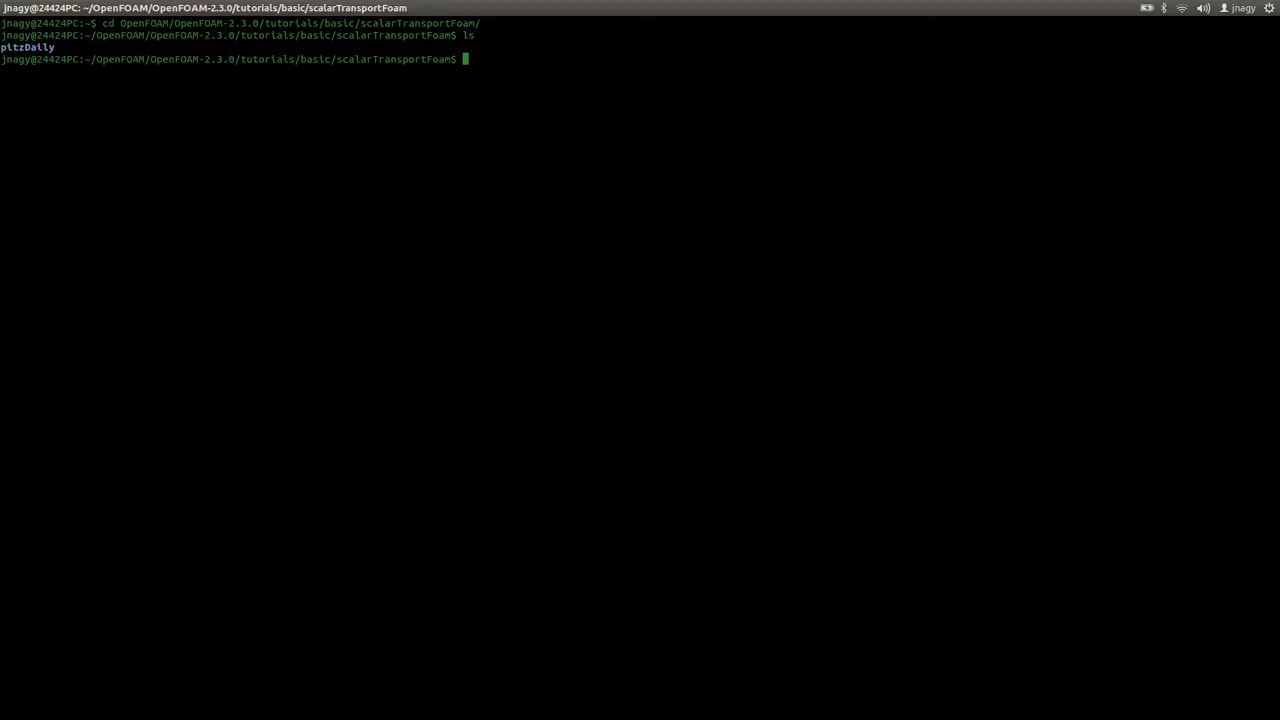 jnagy@24424PC: ~/OpenFOAM/OpenFOAM-2.3.0/tutorials/basic/scalarTransportFoam jnagy
jnagy@24424PC:~$ cd OpenFOAM/OpenFOAM-2.3.0/tutorials/basic/scalarTransportFoam/
jnagy@24424PC:~/OpenFOAM/OpenFOAM-2.3.0/tutorials/basic/scalarTransportFoam$ ls
pitzDaily
jnagy@24424PC:~/OpenFOAM/OpenFOAM-2.3.0/tutorials/basic/scalarTransportFoam$